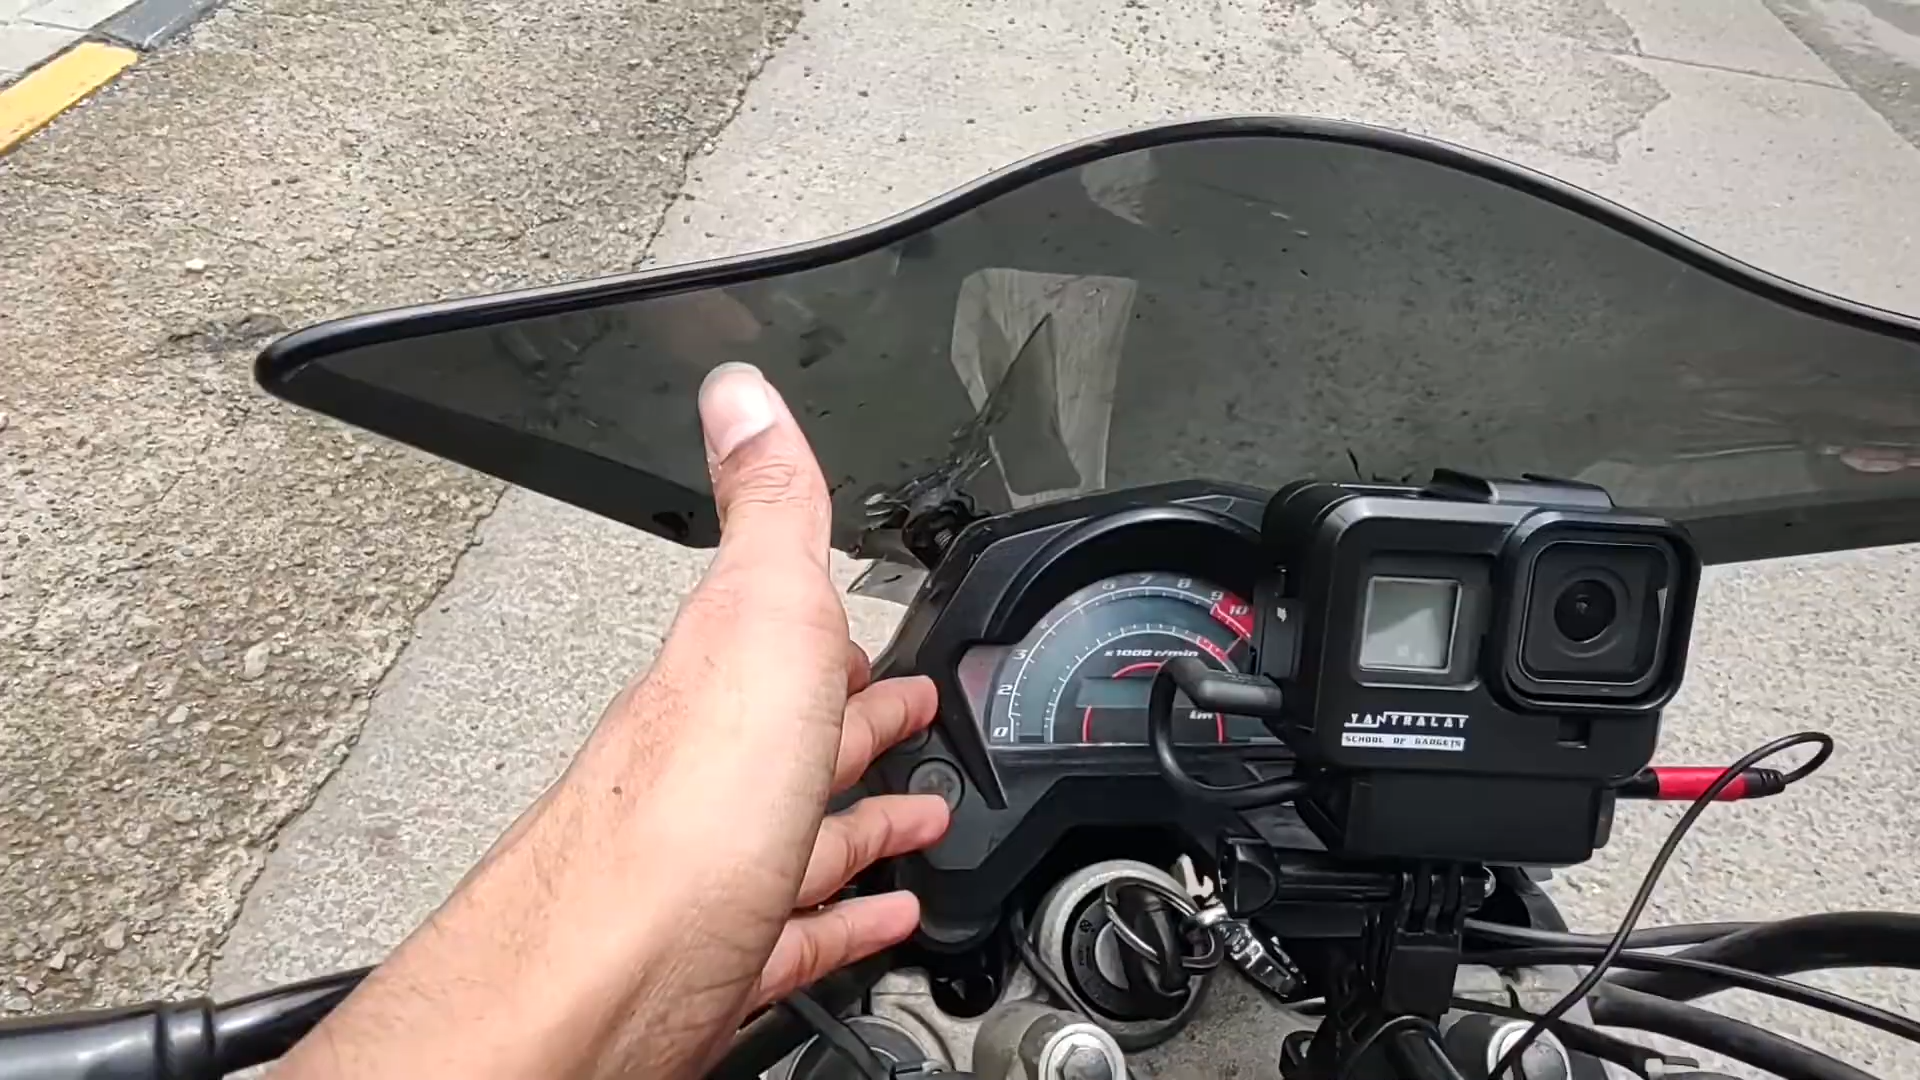 6 7 8 9 10
3
2
0
x1000 r/min
YANTRALAY
SCHOOL OF GADGETS